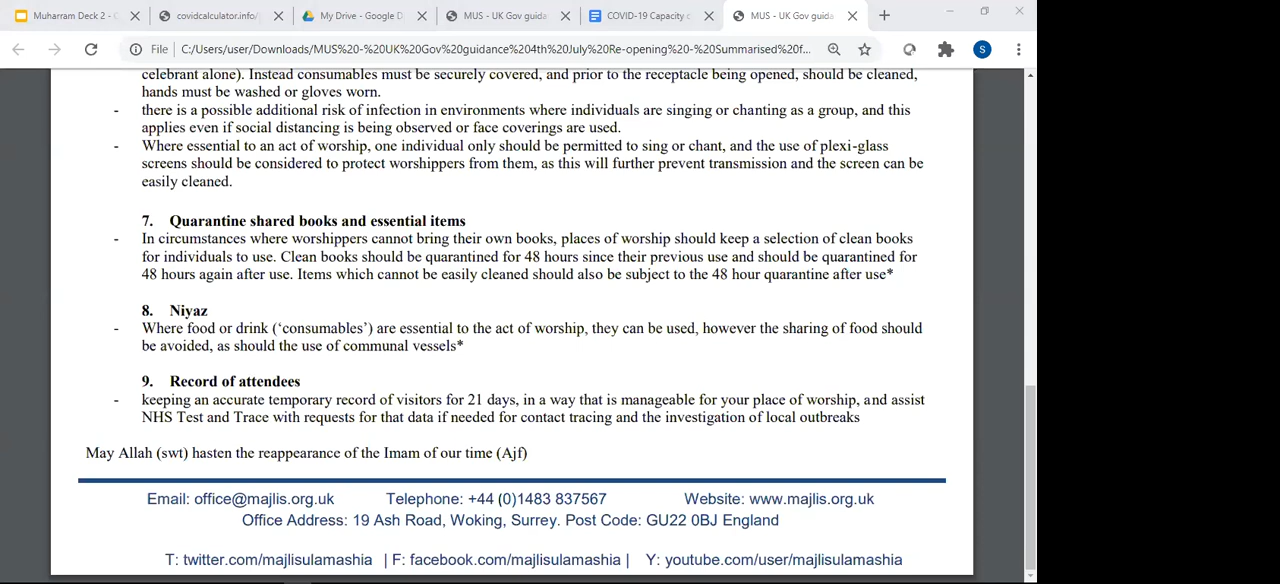 Muharram Deck 2 - C
covidcalculator.info/
My Drive - Google D
MUS - UK Gov guida
COVID-19 Capacity c
MUS - UK Gov guida
File
C:/Users/user/Downloads/MUS%20-%20UK%20Gov%20guidance%204th%20July%20Re-opening%20-%20Summarised%20f...
S
celebrant alone). Instead consumables must be securely covered, and prior to the receptacle being opened, should be cleaned,
hands must be washed or gloves worn.
- there is a possible additional risk of infection in environments where individuals are singing or chanting as a group, and this
applies even if social distancing is being observed or face coverings are used.
- Where essential to an act of worship, one individual only should be permitted to sing or chant, and the use of plexi-glass
screens should be considered to protect worshippers from them, as this will further prevent transmission and the screen can be
easily cleaned.
7. Quarantine shared books and essential items
- In circumstances where worshippers cannot bring their own books, places of worship should keep a selection of clean books
for individuals to use. Clean books should be quarantined for 48 hours since their previous use and should be quarantined for
48 hours again after use. Items which cannot be easily cleaned should also be subject to the 48 hour quarantine after use*
8. Niyaz
- Where food or drink (‘consumables’) are essential to the act of worship, they can be used, however the sharing of food should
be avoided, as should the use of communal vessels*
9. Record of attendees
- keeping an accurate temporary record of visitors for 21 days, in a way that is manageable for your place of worship, and assist
NHS Test and Trace with requests for that data if needed for contact tracing and the investigation of local outbreaks
May Allah (swt) hasten the reappearance of the Imam of our time (Ajf)
Email: office@majlis.org.uk Telephone: +44 (0)1483 837567 Website: www.majlis.org.uk
Office Address: 19 Ash Road, Woking, Surrey. Post Code: GU22 0BJ England
T: twitter.com/majlisulamashia | F: facebook.com/majlisulamashia | Y: youtube.com/user/majlisulamashia